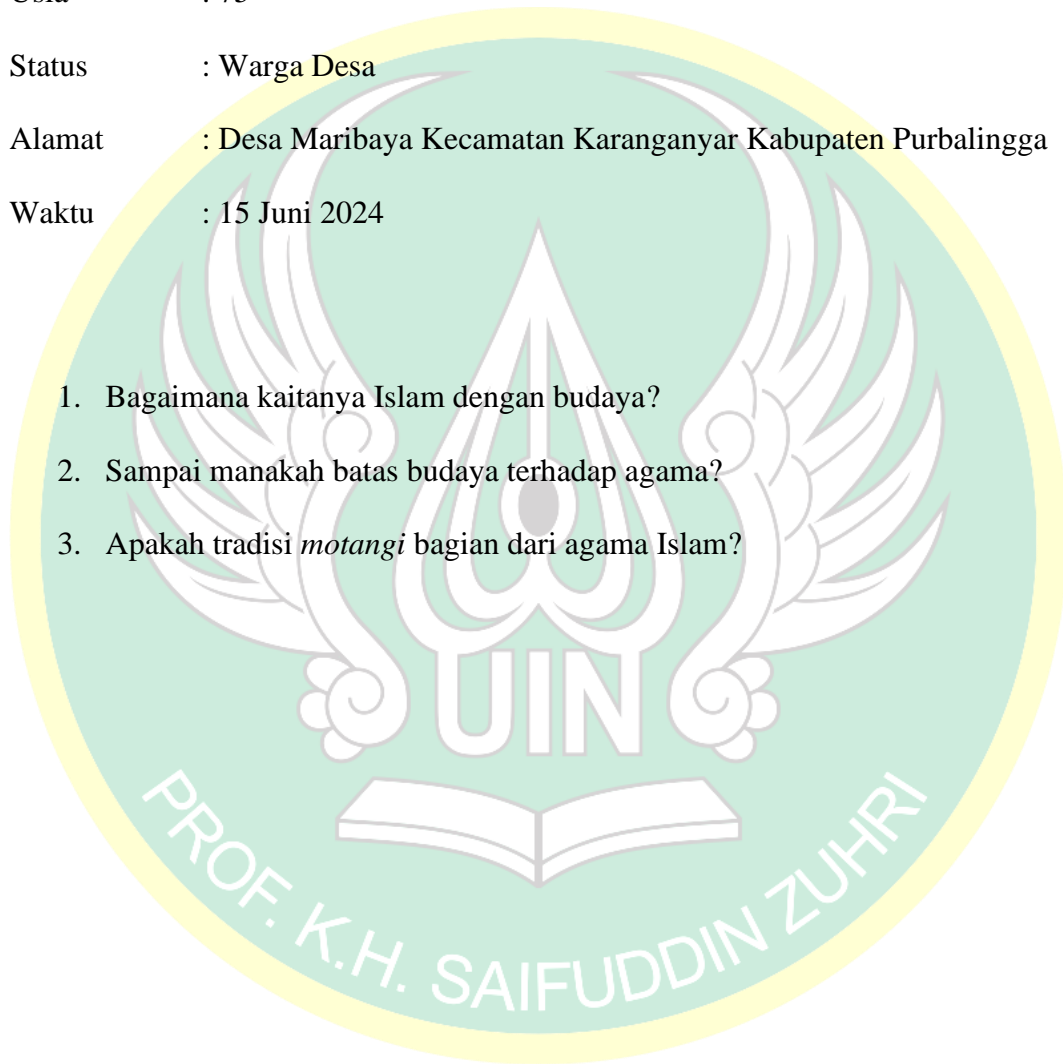 Status : Warga Desa
Alamat : Desa Maribaya Kecamatan Karanganyar Kabupaten Purbalingga
Waktu : 15 Juni 2024
1. Bagaimana kaitanya Islam dengan budaya?
2. Sampai manakah batas budaya terhadap agama?
3. Apakah tradisi motangi bagian dari agama Islam?
UIN
PROF. K.H. SAIFUDDIN ZUHRI